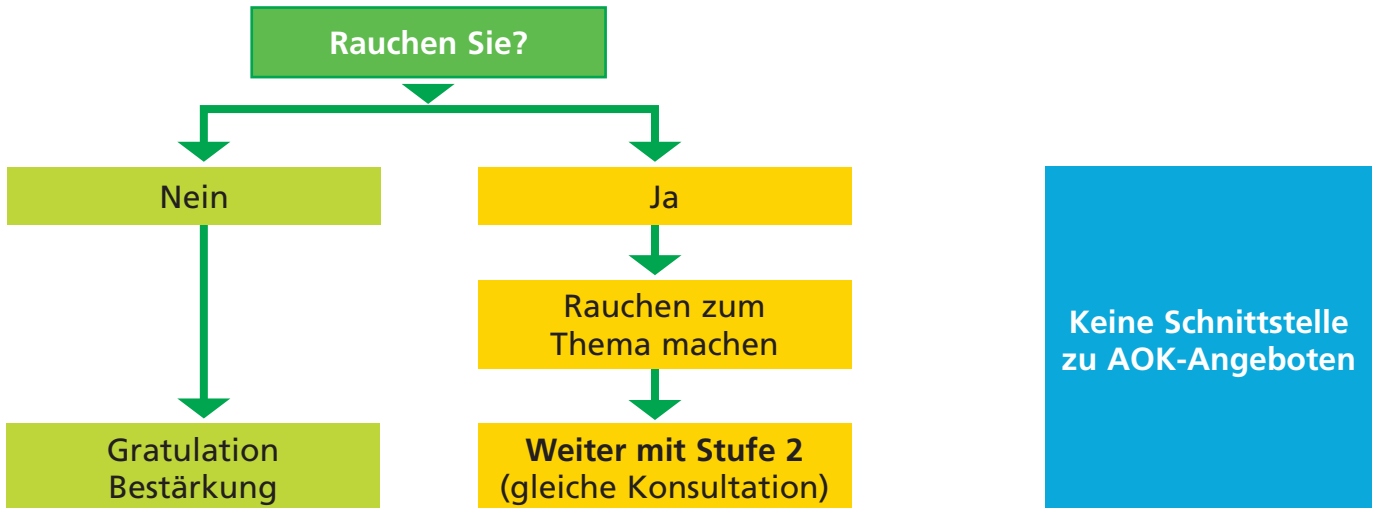 Rauchen Sie?
Nein
Ja
Rauchen zum
Thema machen
Keine Schnittstelle
zu AOK-Angeboten
Gratulation
Bestärkung
Weiter mit Stufe 2
(gleiche Konsultation)